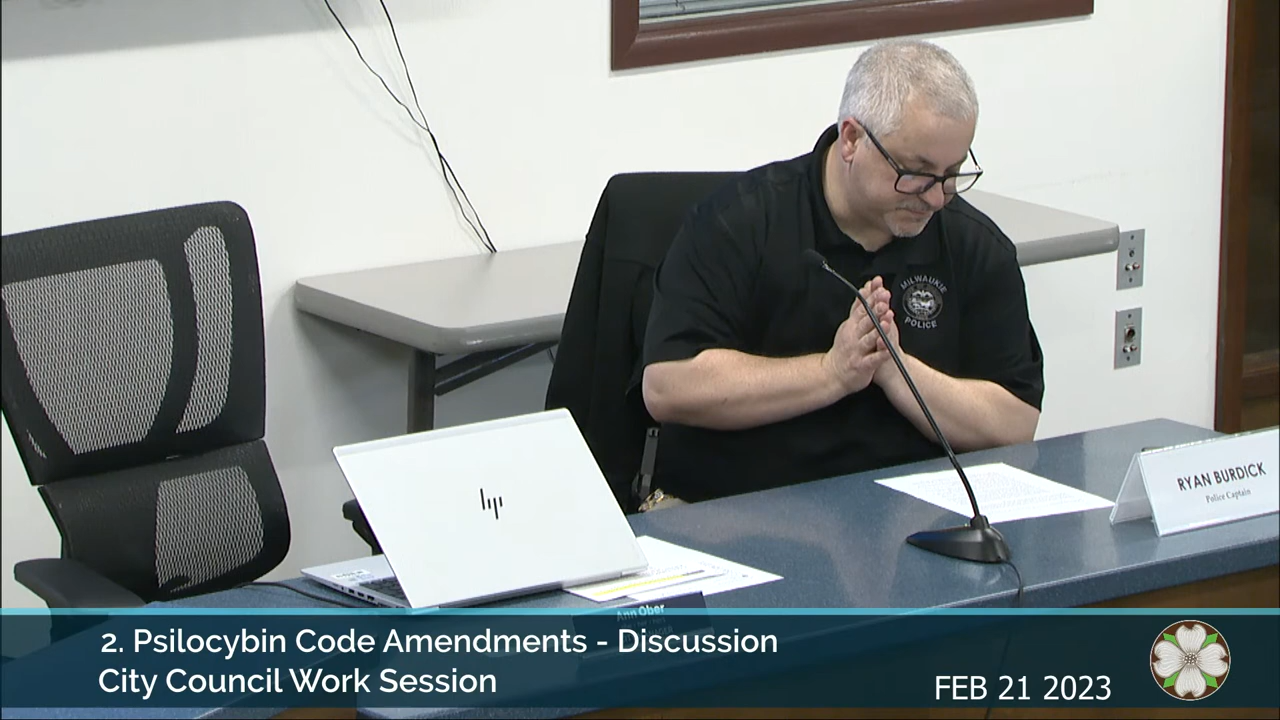 MILWAUKIE
POLICE
RYAN BURDICK
Police Captain
hp
Ann Ober
2. Psilocybin Code Amendments - Discussion
City Council Work Session
FEB 21 2023